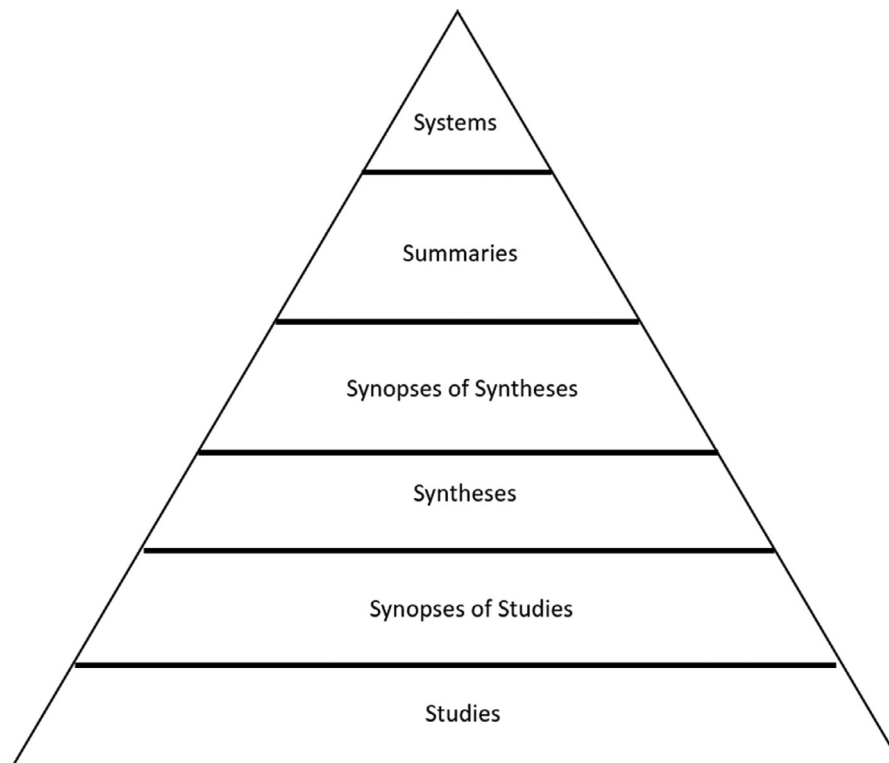 Systems
Summaries
Synopses of Syntheses
Syntheses
Synopses of Studies
Studies